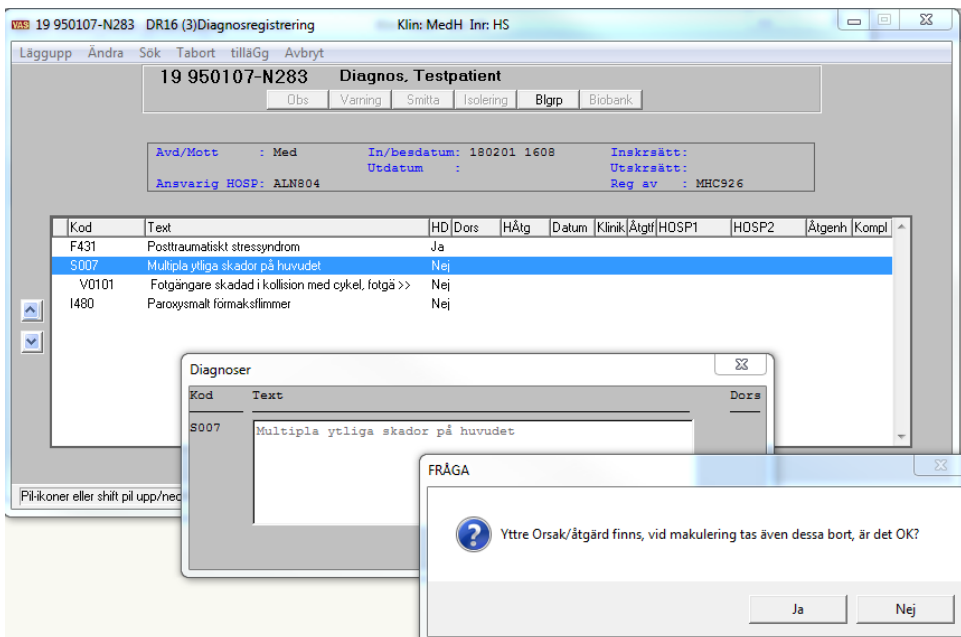 VAS 19 950107-N283 DR16 (3)Diagnosregistrering Klin: MedH Inr: HS
Läggupp Ändra Sök Tabort tilläGg Avbryt
19 950107-N283 Diagnos, Testpatient
Obs Varning Smitta Isolering Blgrp Biobank
Avd/Mott : Med In/besdatum: 180201 1608 Inskrsätt:
Utdatum : Utskrsätt:
Ansvarig HOSP: ALN804 Reg av : MHC926
Kod Text HD Dors HÅtg Datum Klinik Åtgtf HOSP1 HOSP2 Åtgenh Kompl
F431 Posttraumatiskt stressyndrom Ja
S007 Multipla ytliga skador på huvudet Nej
V0101 Fotgängare skadad i kollision med cykel, fotgä >> Nej
I480 Paroxysmalt förmaksflimmer Nej
Diagnoser
Kod Text Dors
S007 Multipla ytliga skador på huvudet
FRÅGA
Pil-ikoner eller shift pil upp/ned
Yttre Orsak/åtgärd finns, vid makulering tas även dessa bort, är det OK?
Ja Nej